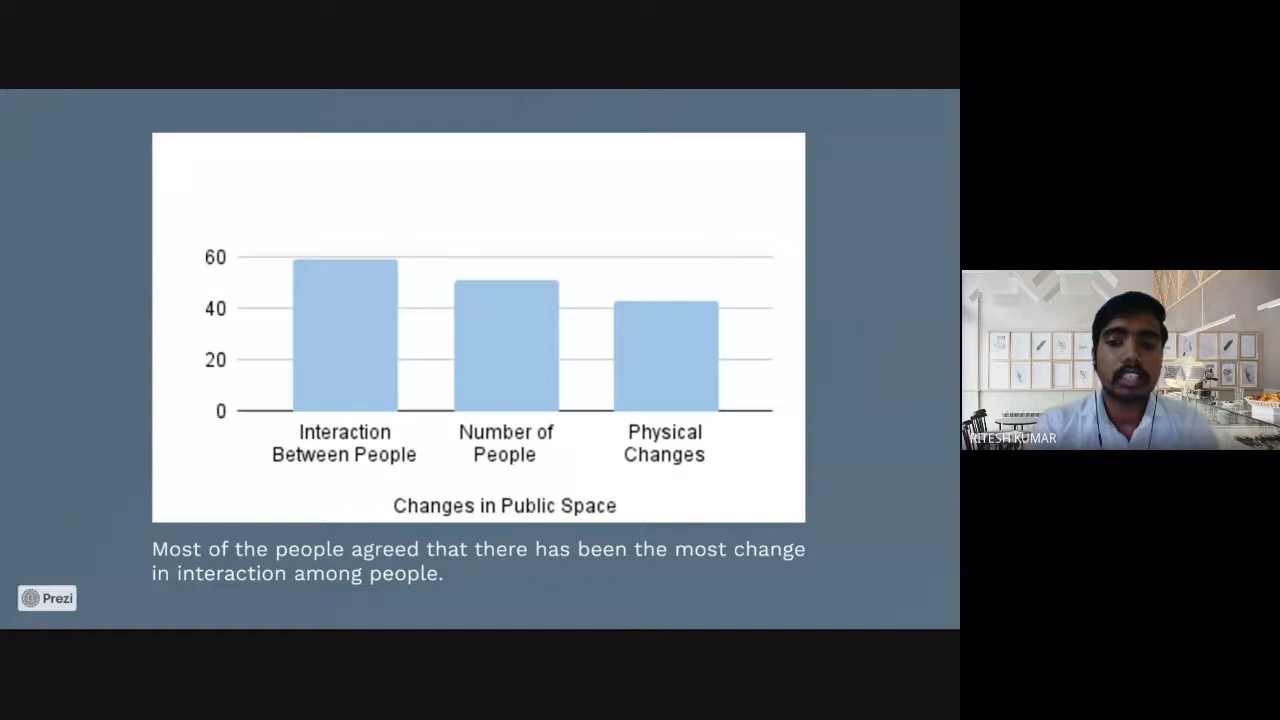 60
40
20
0
Interaction
Between People
Number of
People
Physical
Changes
Changes in Public Space
Most of the people agreed that there has been the most change
in interaction among people.
Prezi
RITESH KUMAR